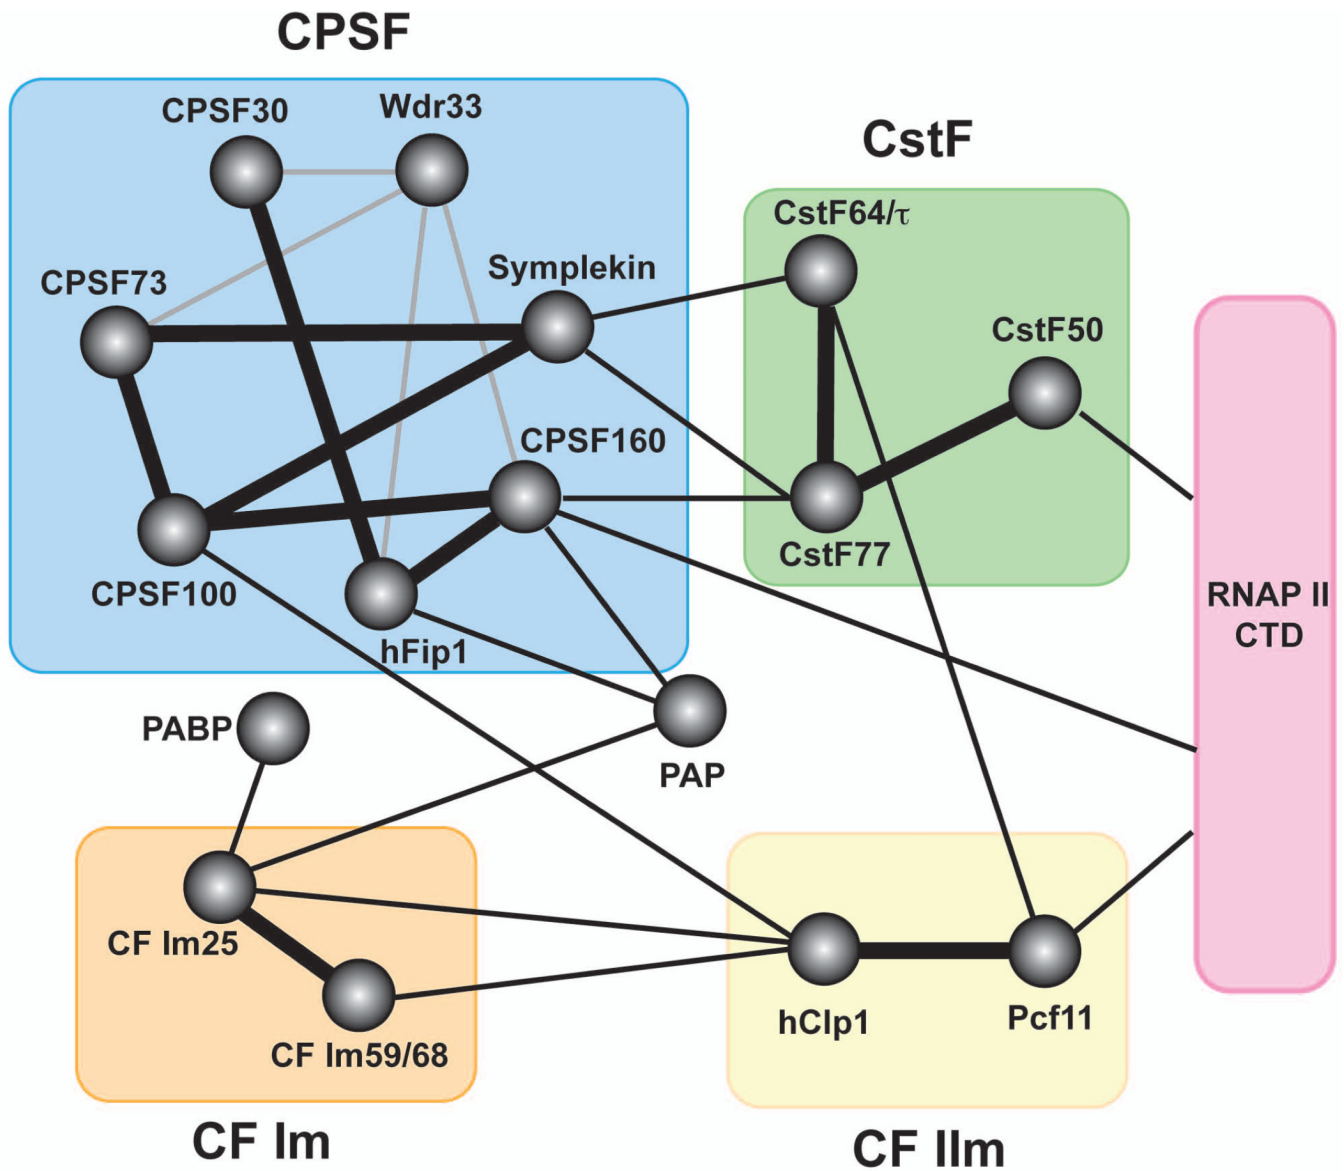 CPSF
CPSF30
Wdr33
CstF
CstF64/τ
Symplekin
CPSF73
CstF50
CPSF160
CstF77
CPSF100
RNAP II
CTD
hFip1
PABP
PAP
CF Im25
hClp1
Pcf11
CF Im59/68
CF Im
CF IIm